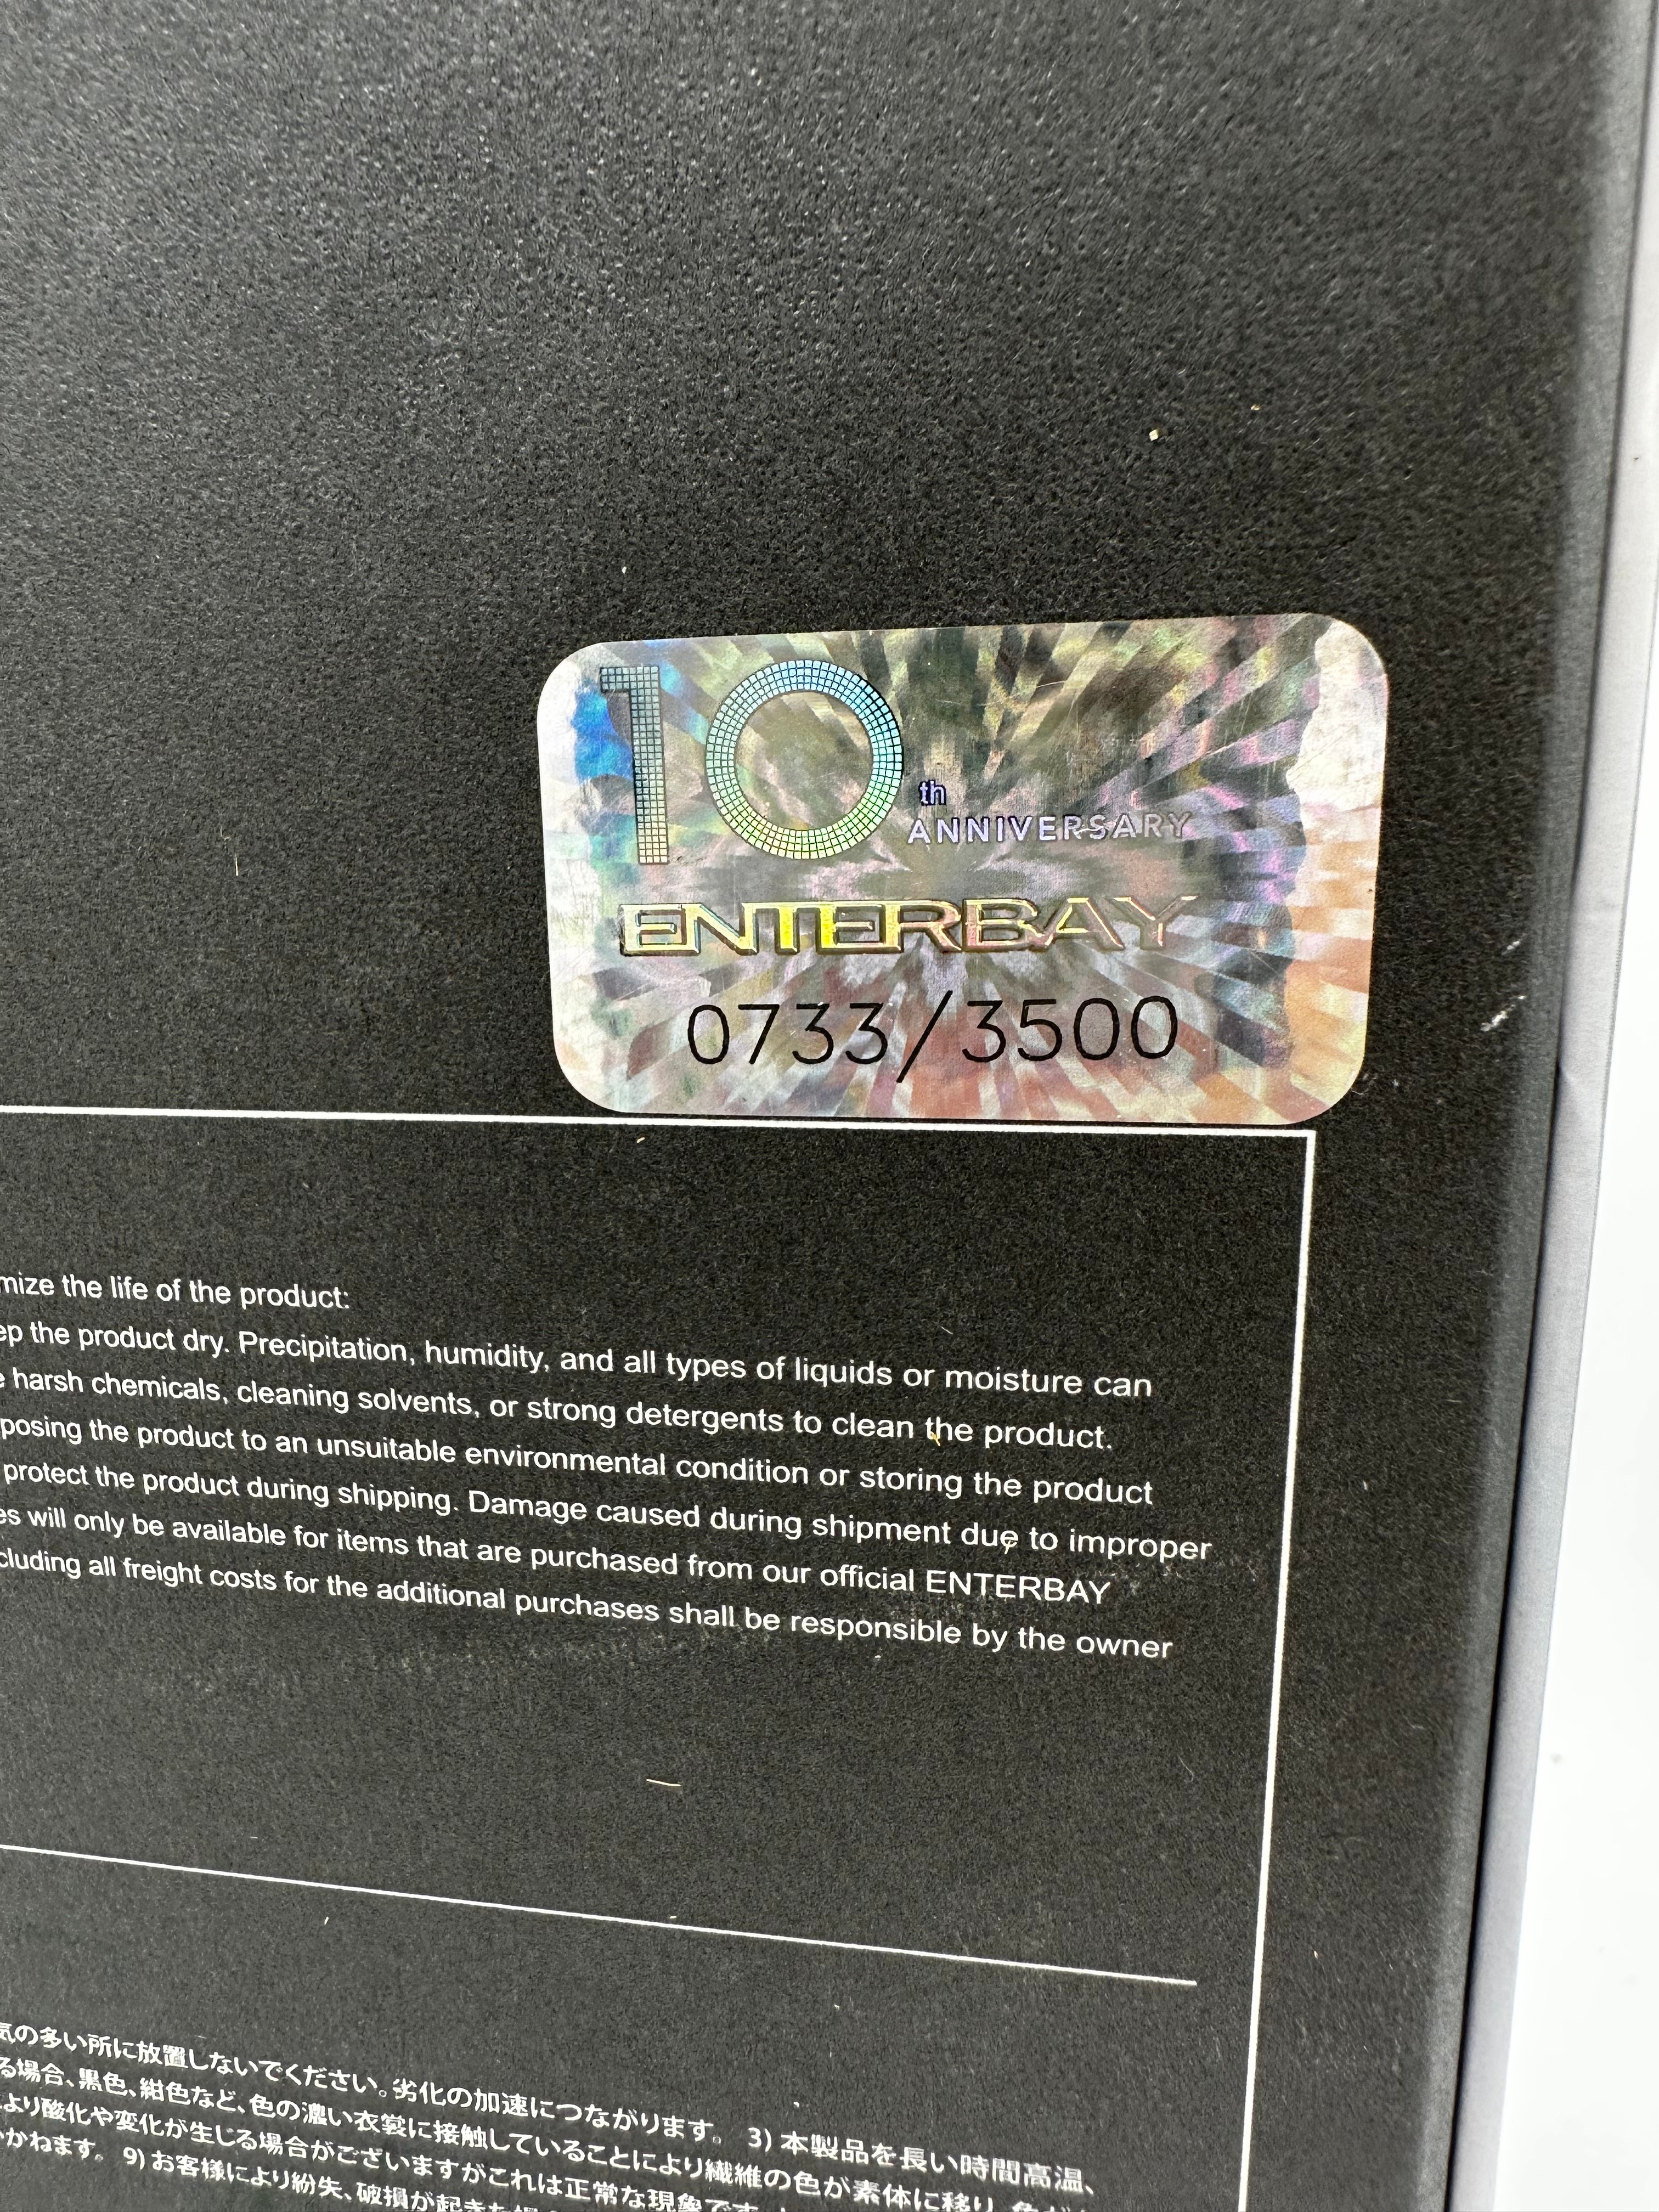 10th
ANNIVERSARY
ENTERBAY
0733/3500
mize the life of the product:
ep the product dry. Precipitation, humidity, and all types of liquids or moisture can
e harsh chemicals, cleaning solvents, or strong detergents to clean the product.
posing the product to an unsuitable environmental condition or storing the product
protect the product during shipping. Damage caused during shipment due to improper
es will only be available for items that are purchased from our official ENTERBAY
cluding all freight costs for the additional purchases shall be responsible by the owner
気の多い所に放置しないでください。劣化の加速につながります。 3) 本製品を長い時間高温、
る場合、黒色、紺色など、色の濃い衣裳に接触していることにより繊維の色が素体に移り、
より酸化や変化が生じる場合がございますがこれは正常な現象です。
かねます。 9) お客様により紛失、破損が起きた場